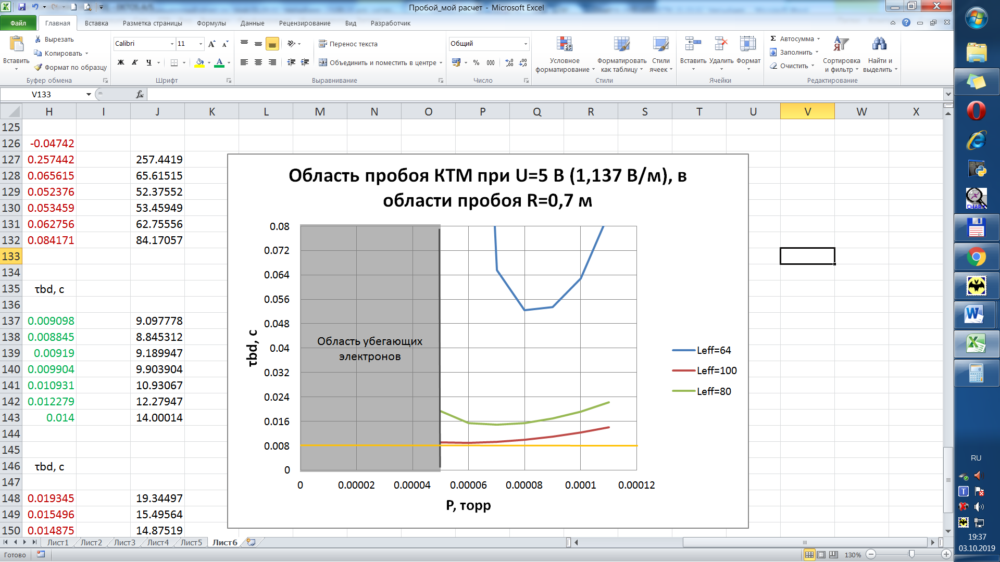 Пробой_мой расчет - Microsoft Excel
Файл Главная Вставка Разметка страницы Формулы Данные Рецензирование Вид Разработчик
Вставить
Вырезать
Копировать
Формат по образцу
Буфер обмена
Calibri 11
Ж К Ч
Шрифт
Перенос текста
Объединить и поместить в центре
Выравнивание
Общий
% 000
Число
Условное форматирование
Форматировать как таблицу
Стили ячеек
Стили
Вставить Удалить Формат
Ячейки
Σ Автосумма
Заполнить
Очистить
Сортировка и фильтр
Найти и выделить
Редактирование
V133
fx
H I J K L M N O P Q R S T U V W X
125
126 -0.04742
127 0.257442 257.4419
128 0.065615 65.61515
129 0.052376 52.37552
130 0.053459 53.45949
131 0.062756 62.75556
132 0.084171 84.17057
133
134
135 τbd, с
136
137 0.009098 9.097778
138 0.008845 8.845312
139 0.00919 9.189947
140 0.009904 9.903904
141 0.010931 10.93067
142 0.012279 12.27947
143 0.014 14.00014
144
145
146 τbd, с
147
148 0.019345 19.34497
149 0.015496 15.49564
150 0.014875 14.87519
Область пробоя КТМ при U=5 В (1,137 В/м), в
области пробоя R=0,7 м
0.08
0.072
0.064
0.056
0.048
0.04
0.032
0.024
0.016
0.008
0
τbd, с
Область убегающих
электронов
0 0.00002 0.00004 0.00006 0.00008 0.0001 0.00012
P, торр
Leff=64
Leff=100
Leff=80
Лист1 Лист2 Лист3 Лист4 Лист5 Лист6
Готово
130%
RU
19:37
03.10.2019